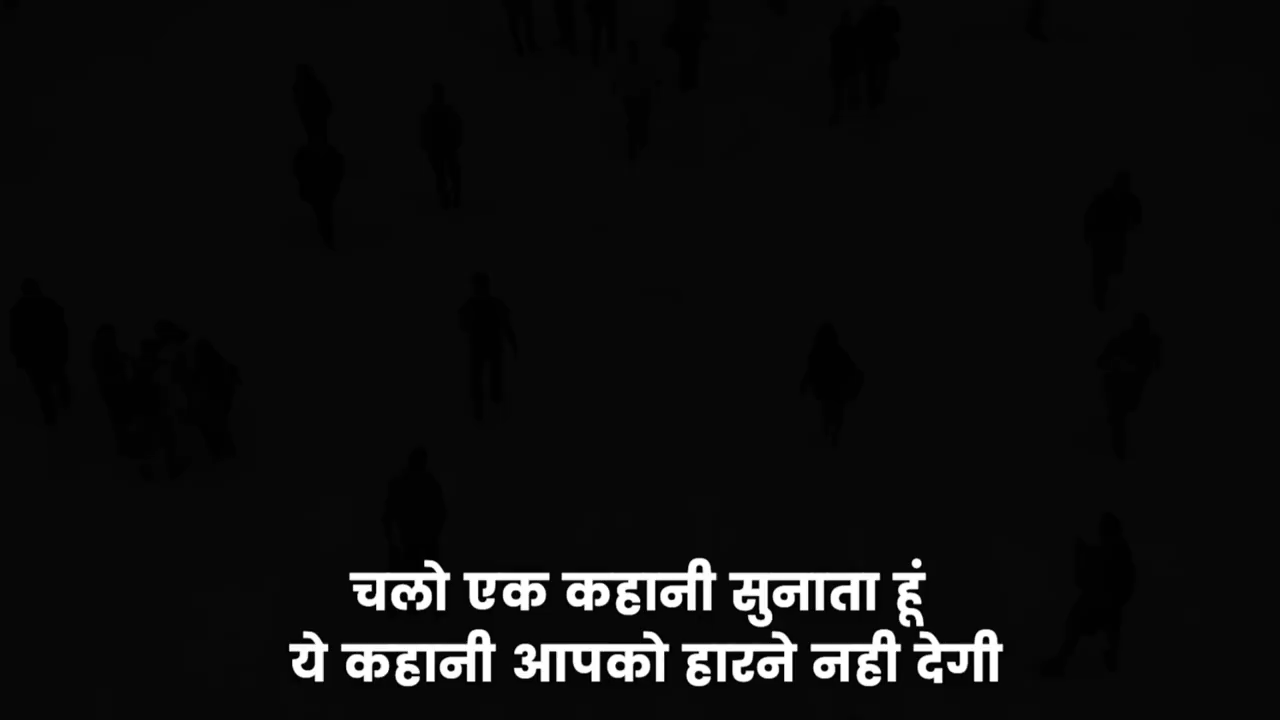 चलो एक कहानी सुनाता हूं
ये कहानी आपको हारने नही देगी